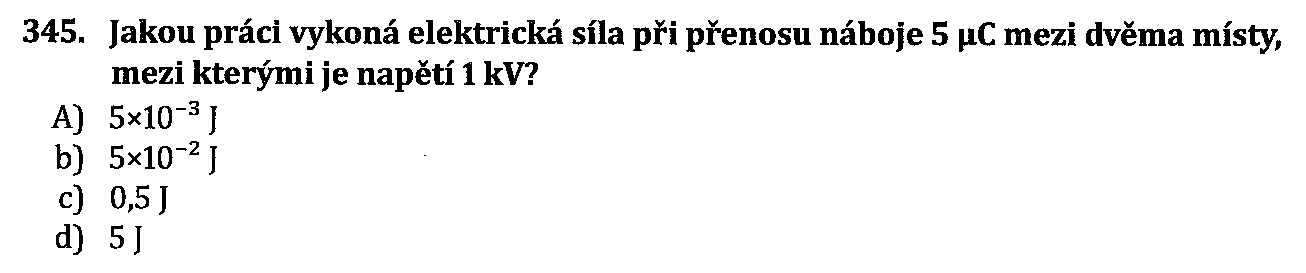 345. Jakou práci vykoná elektrická síla při přenosu náboje 5 μC mezi dvěma místy,
mezi kterými je napětí 1 kV?
A) 5×10⁻³ J
b) 5×10⁻² J
c) 0,5 J
d) 5 J